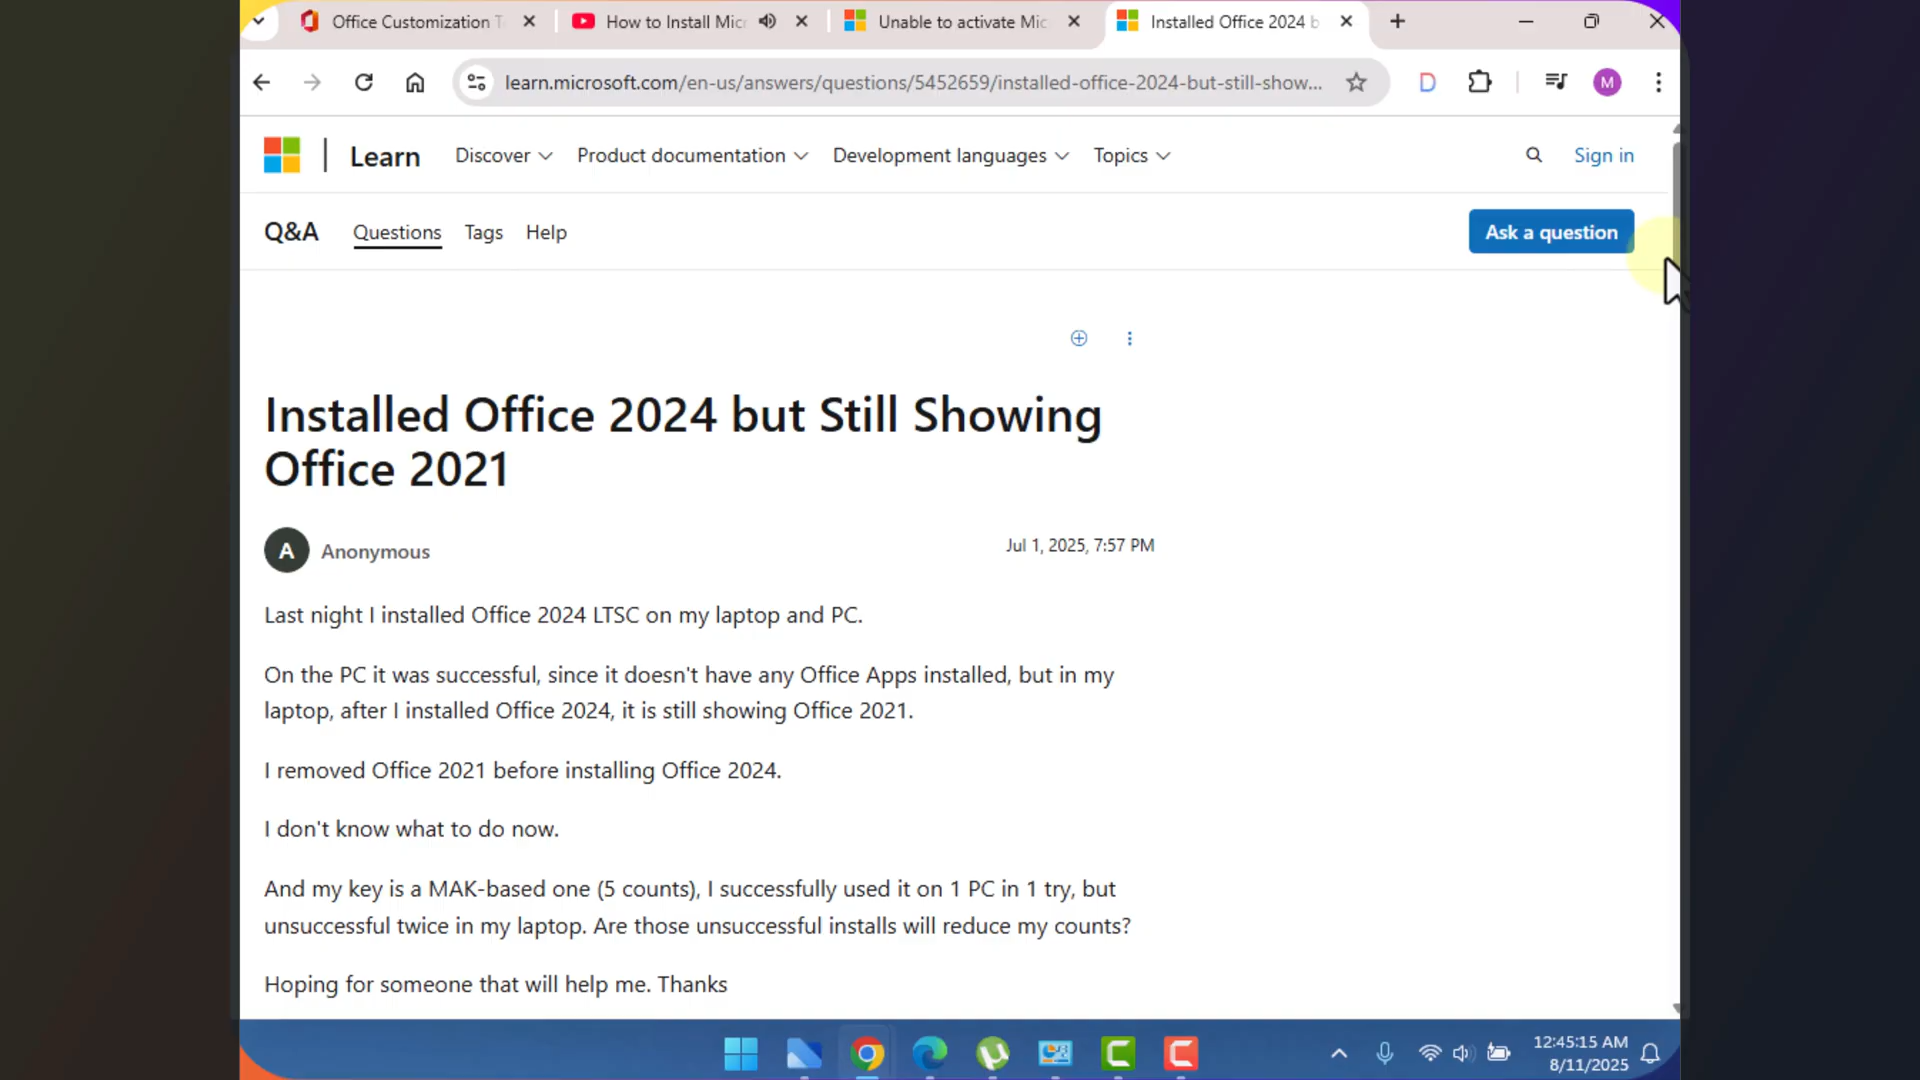 Office Customization T
How to Install Micr
Unable to activate Mic
Installed Office 2024 b
learn.microsoft.com/en-us/answers/questions/5452659/installed-office-2024-but-still-show...
D
M
Learn
Discover
Product documentation
Development languages
Topics
Sign in
Q&A
Questions
Tags
Help
Ask a question
Installed Office 2024 but Still Showing
Office 2021
A
Anonymous
Jul 1, 2025, 7:57 PM
Last night I installed Office 2024 LTSC on my laptop and PC.
On the PC it was successful, since it doesn't have any Office Apps installed, but in my
laptop, after I installed Office 2024, it is still showing Office 2021.
I removed Office 2021 before installing Office 2024.
I don't know what to do now.
And my key is a MAK-based one (5 counts), I successfully used it on 1 PC in 1 try, but
unsuccessful twice in my laptop. Are those unsuccessful installs will reduce my counts?
Hoping for someone that will help me. Thanks
12:45:15 AM
8/11/2025